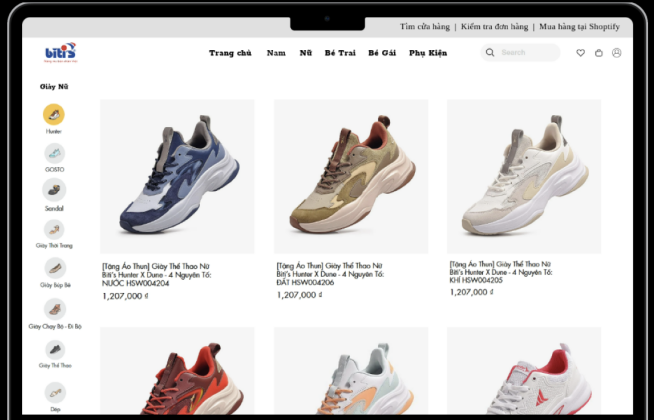 Tìm cửa hàng | Kiểm tra đơn hàng | Mua hàng tại Shoptify
biti's
Trang chủ Nam Nữ Bé Trai Bé Gái Phụ Kiện
Search
Giày Nữ
Hunter
GOSTO
Sandal
Giày Thời Trang
Giày Búp Bê
Giày Chạy Bộ - Đi Bộ
Giày Thể Thao
Dép
[Tặng Áo Thun] Giày Thể Thao Nữ
Biti's Hunter X Dune - 4 Nguyên Tố:
NƯỚC HSW004204
1,207,000 ₫
[Tặng Áo Thun] Giày Thể Thao Nữ
Biti's Hunter X Dune - 4 Nguyên Tố:
ĐẤT HSW004206
1,207,000 ₫
[Tặng Áo Thun] Giày Thể Thao Nữ
Biti's Hunter X Dune - 4 Nguyên Tố:
KHÍ HSW004205
1,207,000 ₫